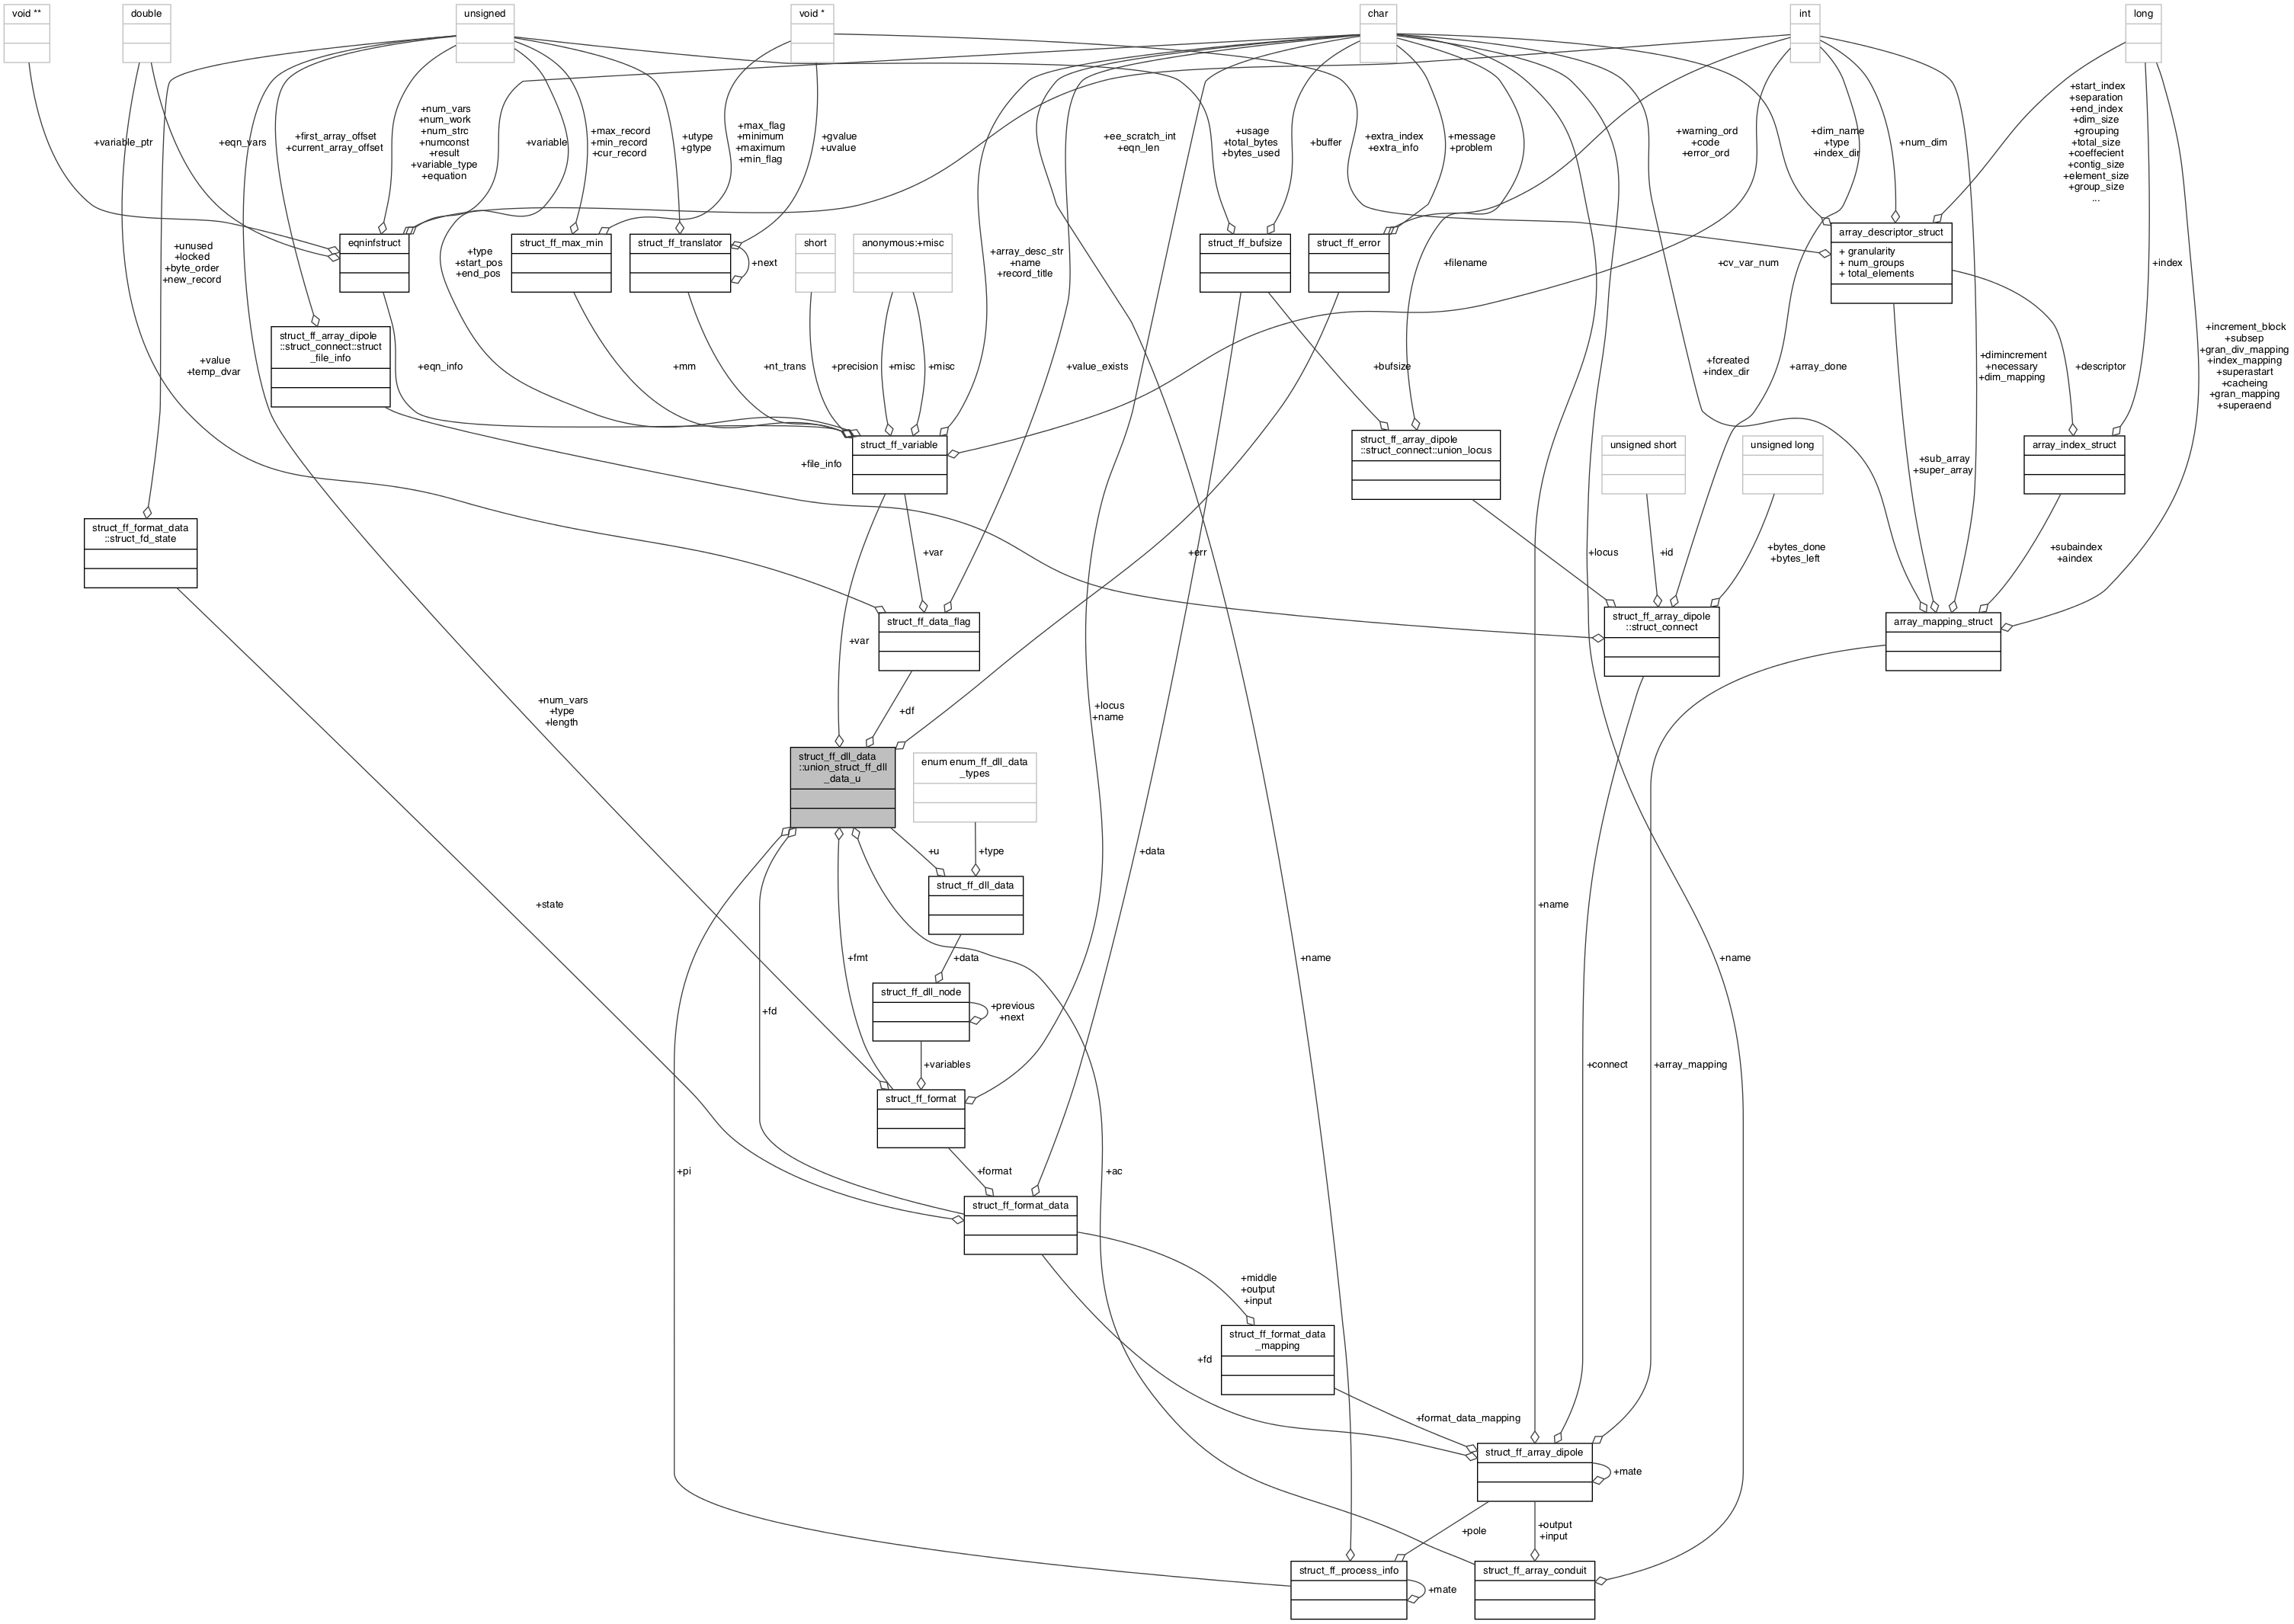 void **
double
unsigned
void *
char
int
long
+variable_ptr
+eqn_vars
+first_array_offset
+current_array_offset
+num_vars
+num_work
+num_strc
+numconst
+result
+variable_type
+equation
+variable
+max_record
+min_record
+cur_record
+utype
+gtype
+max_flag
+minimum
+maximum
+min_flag
+gvalue
+uvalue
+ee_scratch_int
+eqn_len
+usage
+total_bytes
+bytes_used
+buffer
+extra_index
+extra_info
+message
+problem
+warning_ord
+code
+error_ord
+dim_name
+type
+index_dir
+num_dim
+start_index
+separation
+end_index
+dim_size
+grouping
+total_size
+coeffecient
+contig_size
+element_size
+group_size
...
+unused
+locked
+byte_order
+new_record
eqninfstruct
+type
+start_pos
+end_pos
struct_ff_max_min
struct_ff_translator
+next
short
anonymous:+misc
+array_desc_str
+name
+record_title
struct_ff_bufsize
struct_ff_error
+filename
+cv_var_num
array_descriptor_struct
+ granularity
+ num_groups
+ total_elements
+index
struct_ff_array_dipole
::struct_connect::struct
_file_info
+value
+temp_dvar
+eqn_info
+mm
+nt_trans
+precision
+misc
+misc
+value_exists
+bufsize
+fcreated
+index_dir
+array_done
+dimincrement
+necessary
+dim_mapping
+descriptor
+increment_block
+subsep
+gran_div_mapping
+index_mapping
+superastart
+cacheing
+gran_mapping
+superaend
+file_info
struct_ff_variable
struct_ff_array_dipole
::struct_connect::union_locus
unsigned short
unsigned long
+sub_array
+super_array
array_index_struct
struct_ff_format_data
::struct_fd_state
+var
+err
+locus
+id
+bytes_done
+bytes_left
+subaindex
+aindex
+var
struct_ff_data_flag
struct_ff_array_dipole
::struct_connect
array_mapping_struct
+num_vars
+type
+length
+df
+locus
+name
struct_ff_dll_data
::union_struct_ff_dll
_data_u
enum enum_ff_dll_data
_types
+u
+type
+data
struct_ff_dll_data
+state
+name
+fmt
+data
+name
+name
struct_ff_dll_node
+previous
+next
+fd
+variables
+connect
+array_mapping
struct_ff_format
+pi
+format
+ac
struct_ff_format_data
+middle
+output
+input
struct_ff_format_data
_mapping
+fd
+format_data_mapping
struct_ff_array_dipole
+mate
+pole
+output
+input
struct_ff_process_info
+mate
struct_ff_array_conduit